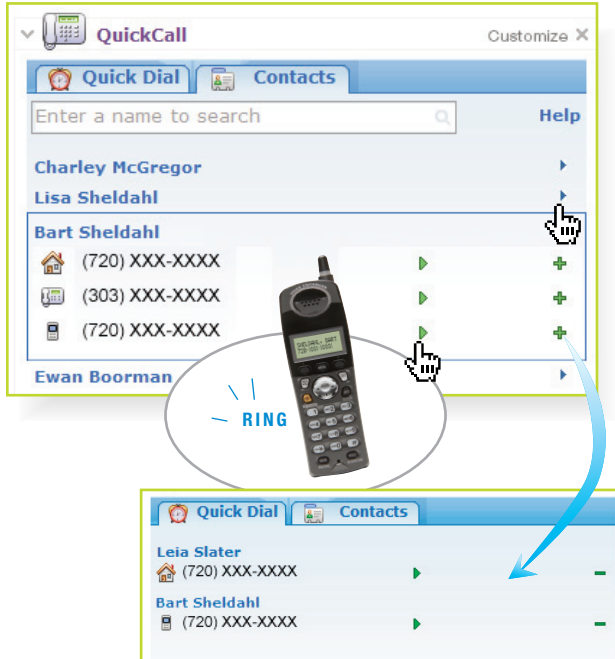 QuickCall Customize
Quick Dial Contacts
Enter a name to search Help
Charley McGregor
Lisa Sheldahl
Bart Sheldahl
(720) XXX-XXXX
(303) XXX-XXXX
(720) XXX-XXXX
SHELDAHL, BART
Ewan Boorman
RING
Quick Dial Contacts
Leia Slater
(720) XXX-XXXX
Bart Sheldahl
(720) XXX-XXXX